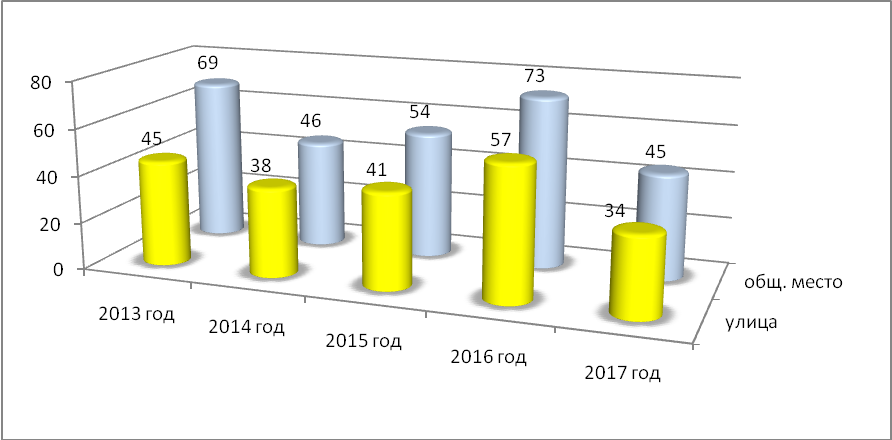 80
60
40
20
0
69
46
54
73
45
45
38
41
57
34
2013 год
2014 год
2015 год
2016 год
2017 год
общ. место
улица